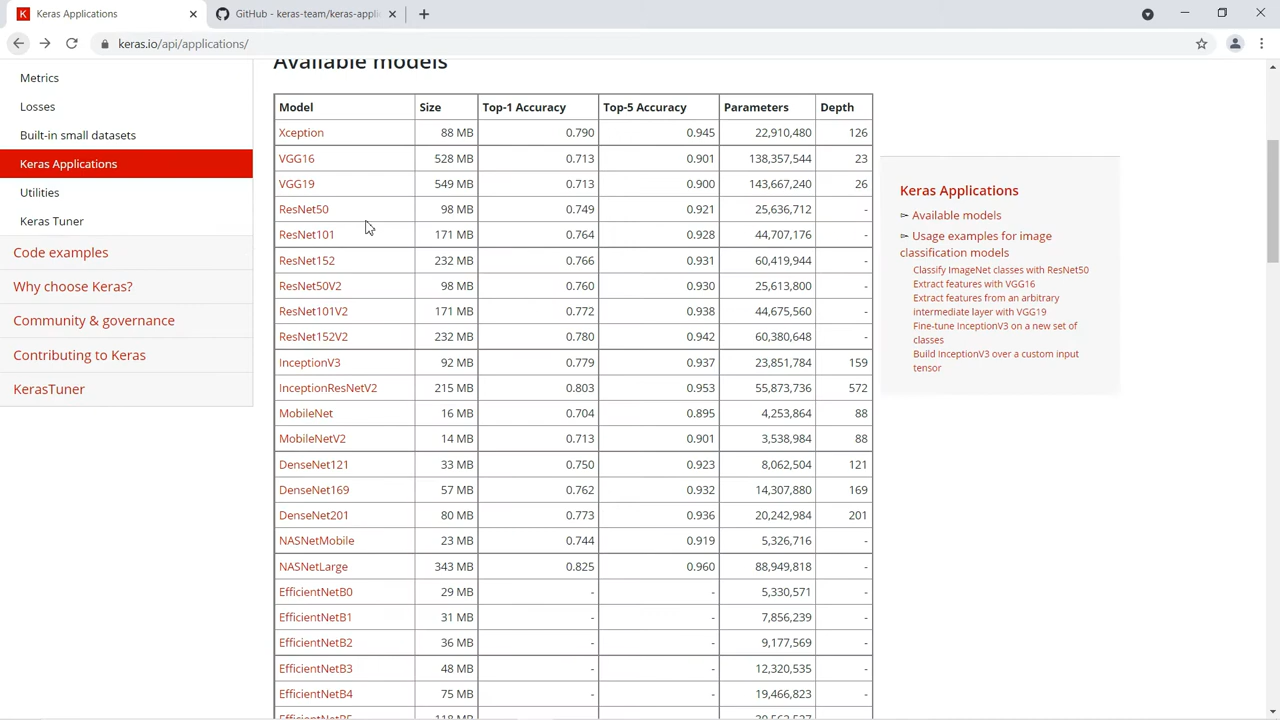 Keras Applications
GitHub - keras-team/keras-appli
keras.io/api/applications/
Metrics
Losses
Built-in small datasets
Keras Applications
Utilities
Keras Tuner
Code examples
Why choose Keras?
Community & governance
Contributing to Keras
KerasTuner
Available models
Model Size Top-1 Accuracy Top-5 Accuracy Parameters Depth
Xception 88 MB 0.790 0.945 22,910,480 126
VGG16 528 MB 0.713 0.901 138,357,544 23
VGG19 549 MB 0.713 0.900 143,667,240 26
ResNet50 98 MB 0.749 0.921 25,636,712 -
ResNet101 171 MB 0.764 0.928 44,707,176 -
ResNet152 232 MB 0.766 0.931 60,419,944 -
ResNet50V2 98 MB 0.760 0.930 25,613,800 -
ResNet101V2 171 MB 0.772 0.938 44,675,560 -
ResNet152V2 232 MB 0.780 0.942 60,380,648 -
InceptionV3 92 MB 0.779 0.937 23,851,784 159
InceptionResNetV2 215 MB 0.803 0.953 55,873,736 572
MobileNet 16 MB 0.704 0.895 4,253,864 88
MobileNetV2 14 MB 0.713 0.901 3,538,984 88
DenseNet121 33 MB 0.750 0.923 8,062,504 121
DenseNet169 57 MB 0.762 0.932 14,307,880 169
DenseNet201 80 MB 0.773 0.936 20,242,984 201
NASNetMobile 23 MB 0.744 0.919 5,326,716 -
NASNetLarge 343 MB 0.825 0.960 88,949,818 -
EfficientNetB0 29 MB - - 5,330,571 -
EfficientNetB1 31 MB - - 7,856,239 -
EfficientNetB2 36 MB - - 9,177,569 -
EfficientNetB3 48 MB - - 12,320,535 -
EfficientNetB4 75 MB - - 19,466,823 -
Keras Applications
► Available models
► Usage examples for image
classification models
Classify ImageNet classes with ResNet50
Extract features with VGG16
Extract features from an arbitrary
intermediate layer with VGG19
Fine-tune InceptionV3 on a new set of
classes
Build InceptionV3 over a custom input
tensor